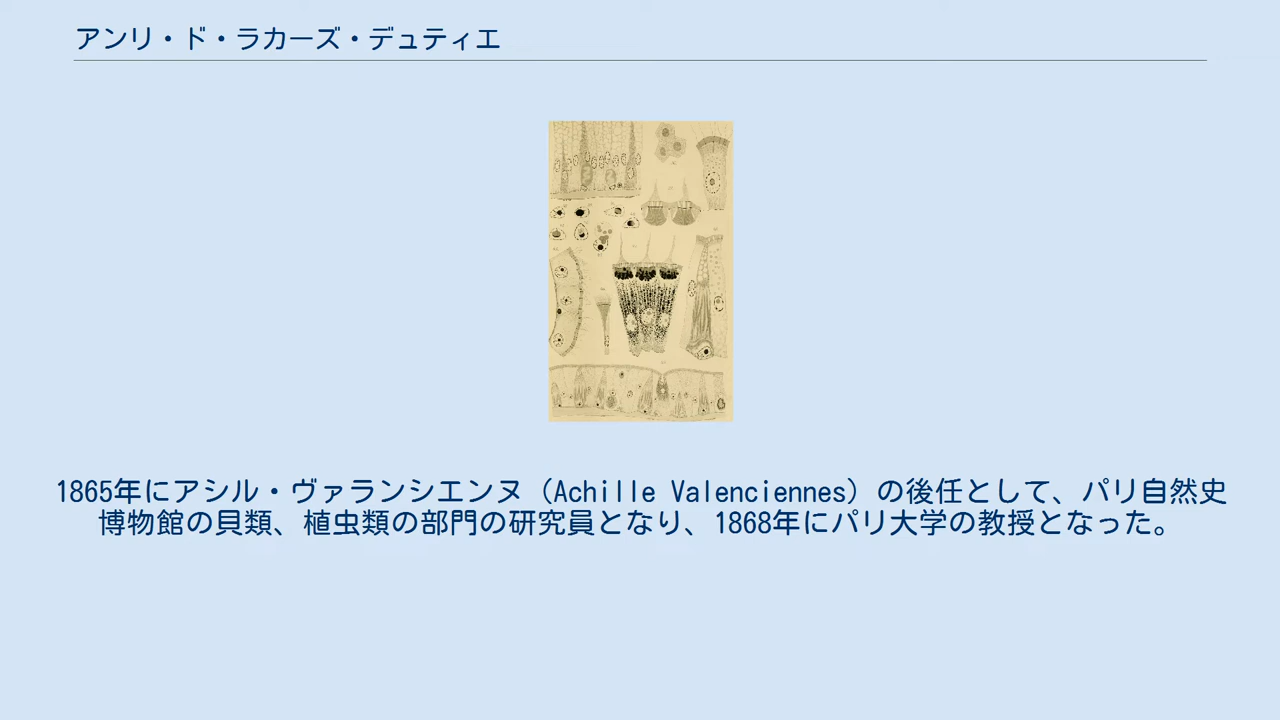 アンリ・ド・ラカーズ・デュティエ
1865年にアシル・ヴァランシエンヌ（Achille Valenciennes）の後任として、パリ自然史
博物館の貝類、植虫類の部門の研究員となり、1868年にパリ大学の教授となった。